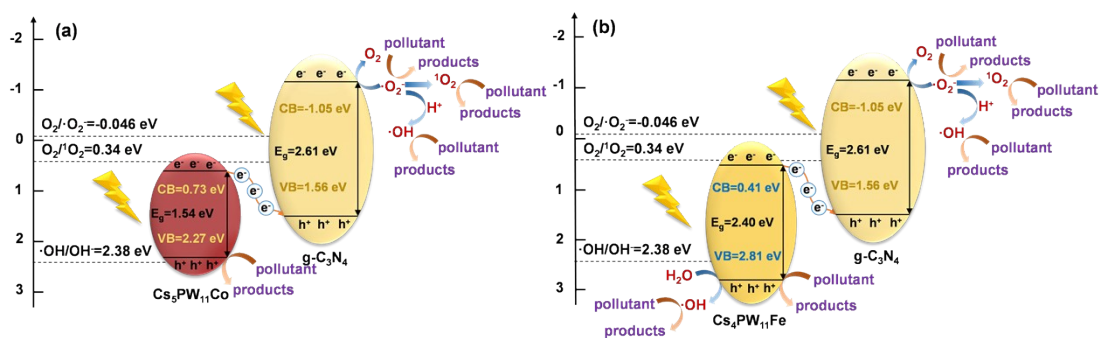 (a)
-2
-1
0
1
2
3
O₂/·O₂⁻=-0.046 eV
O₂/¹O₂=0.34 eV
·OH/OH⁻=2.38 eV
e⁻ e⁻ e⁻
CB=0.73 eV
E_g=1.54 eV
VB=2.27 eV
h⁺ h⁺ h⁺
Cs₅PW₁₁Co
pollutant
products
e⁻
e⁻
e⁻
e⁻ e⁻ e⁻
CB=-1.05 eV
E_g=2.61 eV
VB=1.56 eV
h⁺ h⁺ h⁺
g-C₃N₄
O₂
pollutant
products
·O₂⁻
¹O₂
pollutant
products
H⁺
·OH
pollutant
products
(b)
-2
-1
0
1
2
3
O₂/·O₂⁻=-0.046 eV
O₂/¹O₂=0.34 eV
·OH/OH⁻=2.38 eV
e⁻ e⁻ e⁻
CB=0.41 eV
E_g=2.40 eV
VB=2.81 eV
h⁺ h⁺ h⁺
Cs₄PW₁₁Fe
H₂O
·OH
pollutant
products
pollutant
products
e⁻
e⁻
e⁻
e⁻ e⁻ e⁻
CB=-1.05 eV
E_g=2.61 eV
VB=1.56 eV
h⁺ h⁺ h⁺
g-C₃N₄
O₂
pollutant
products
·O₂⁻
¹O₂
pollutant
products
H⁺
·OH
pollutant
products